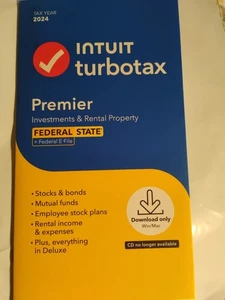 TAX YEAR
2024
INTUIT
turbotax
Premier
Investments & Rental Property
FEDERAL STATE
+ Federal E-File
• Stocks & bonds
• Mutual funds
• Employee stock plans
• Rental income
& expenses
• Plus, everything
in Deluxe
Download only
Win/Mac
CD no longer available